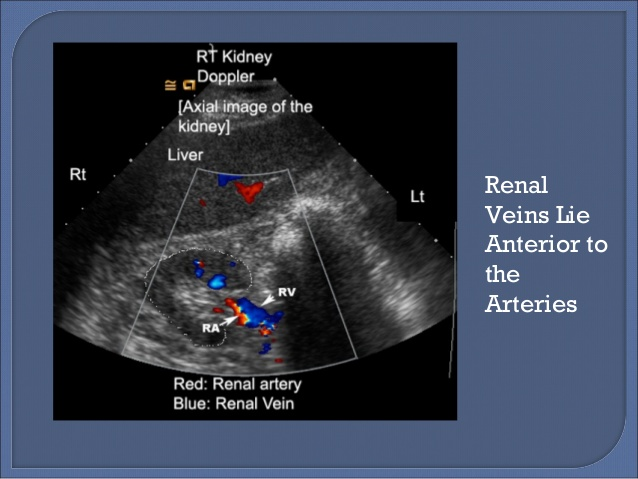 RT Kidney
Doppler
[Axial image of the
kidney]
Liver
Rt
Lt
RV
RA
Red: Renal artery
Blue: Renal Vein
Renal
Veins Lie
Anterior to
the
Arteries